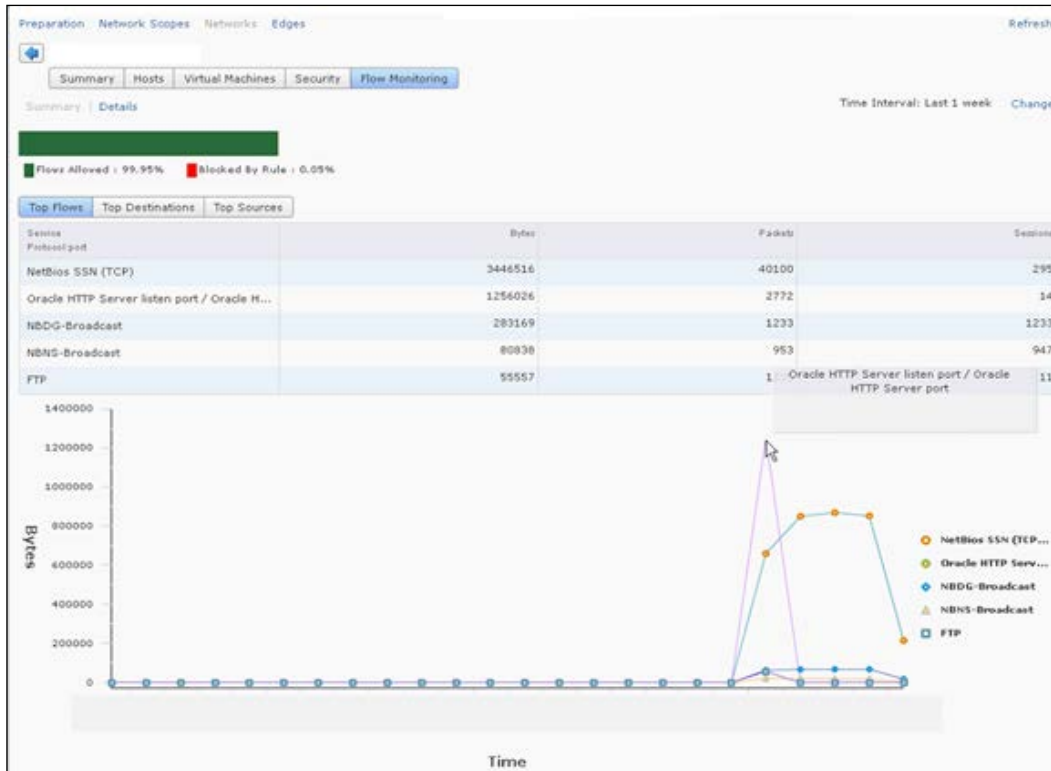 Preparation Network Scopes Networks Edges Refresh
Summary Hosts Virtual Machines Security Flow Monitoring
Summary | Details Time Interval: Last 1 week Change
Flows Allowed : 99.95% Blocked By Rule : 0.05%
Top Flows Top Destinations Top Sources
Service Bytes Packets Sessions
Protocol:port
NetBios SSN (TCP) 3446516 40100 295
Oracle HTTP Server listen port / Oracle H... 1256026 2772 14
NBDG-Broadcast 283169 1233 1233
NBNS-Broadcast 80838 953 947
FTP 55557 11
Oracle HTTP Server listen port / Oracle
HTTP Server port
1400000
1200000
1000000
800000
600000
400000
200000
0
Bytes
NetBios SSN (TCP...
Oracle HTTP Serv...
NBDG-Broadcast
NBNS-Broadcast
FTP
Time